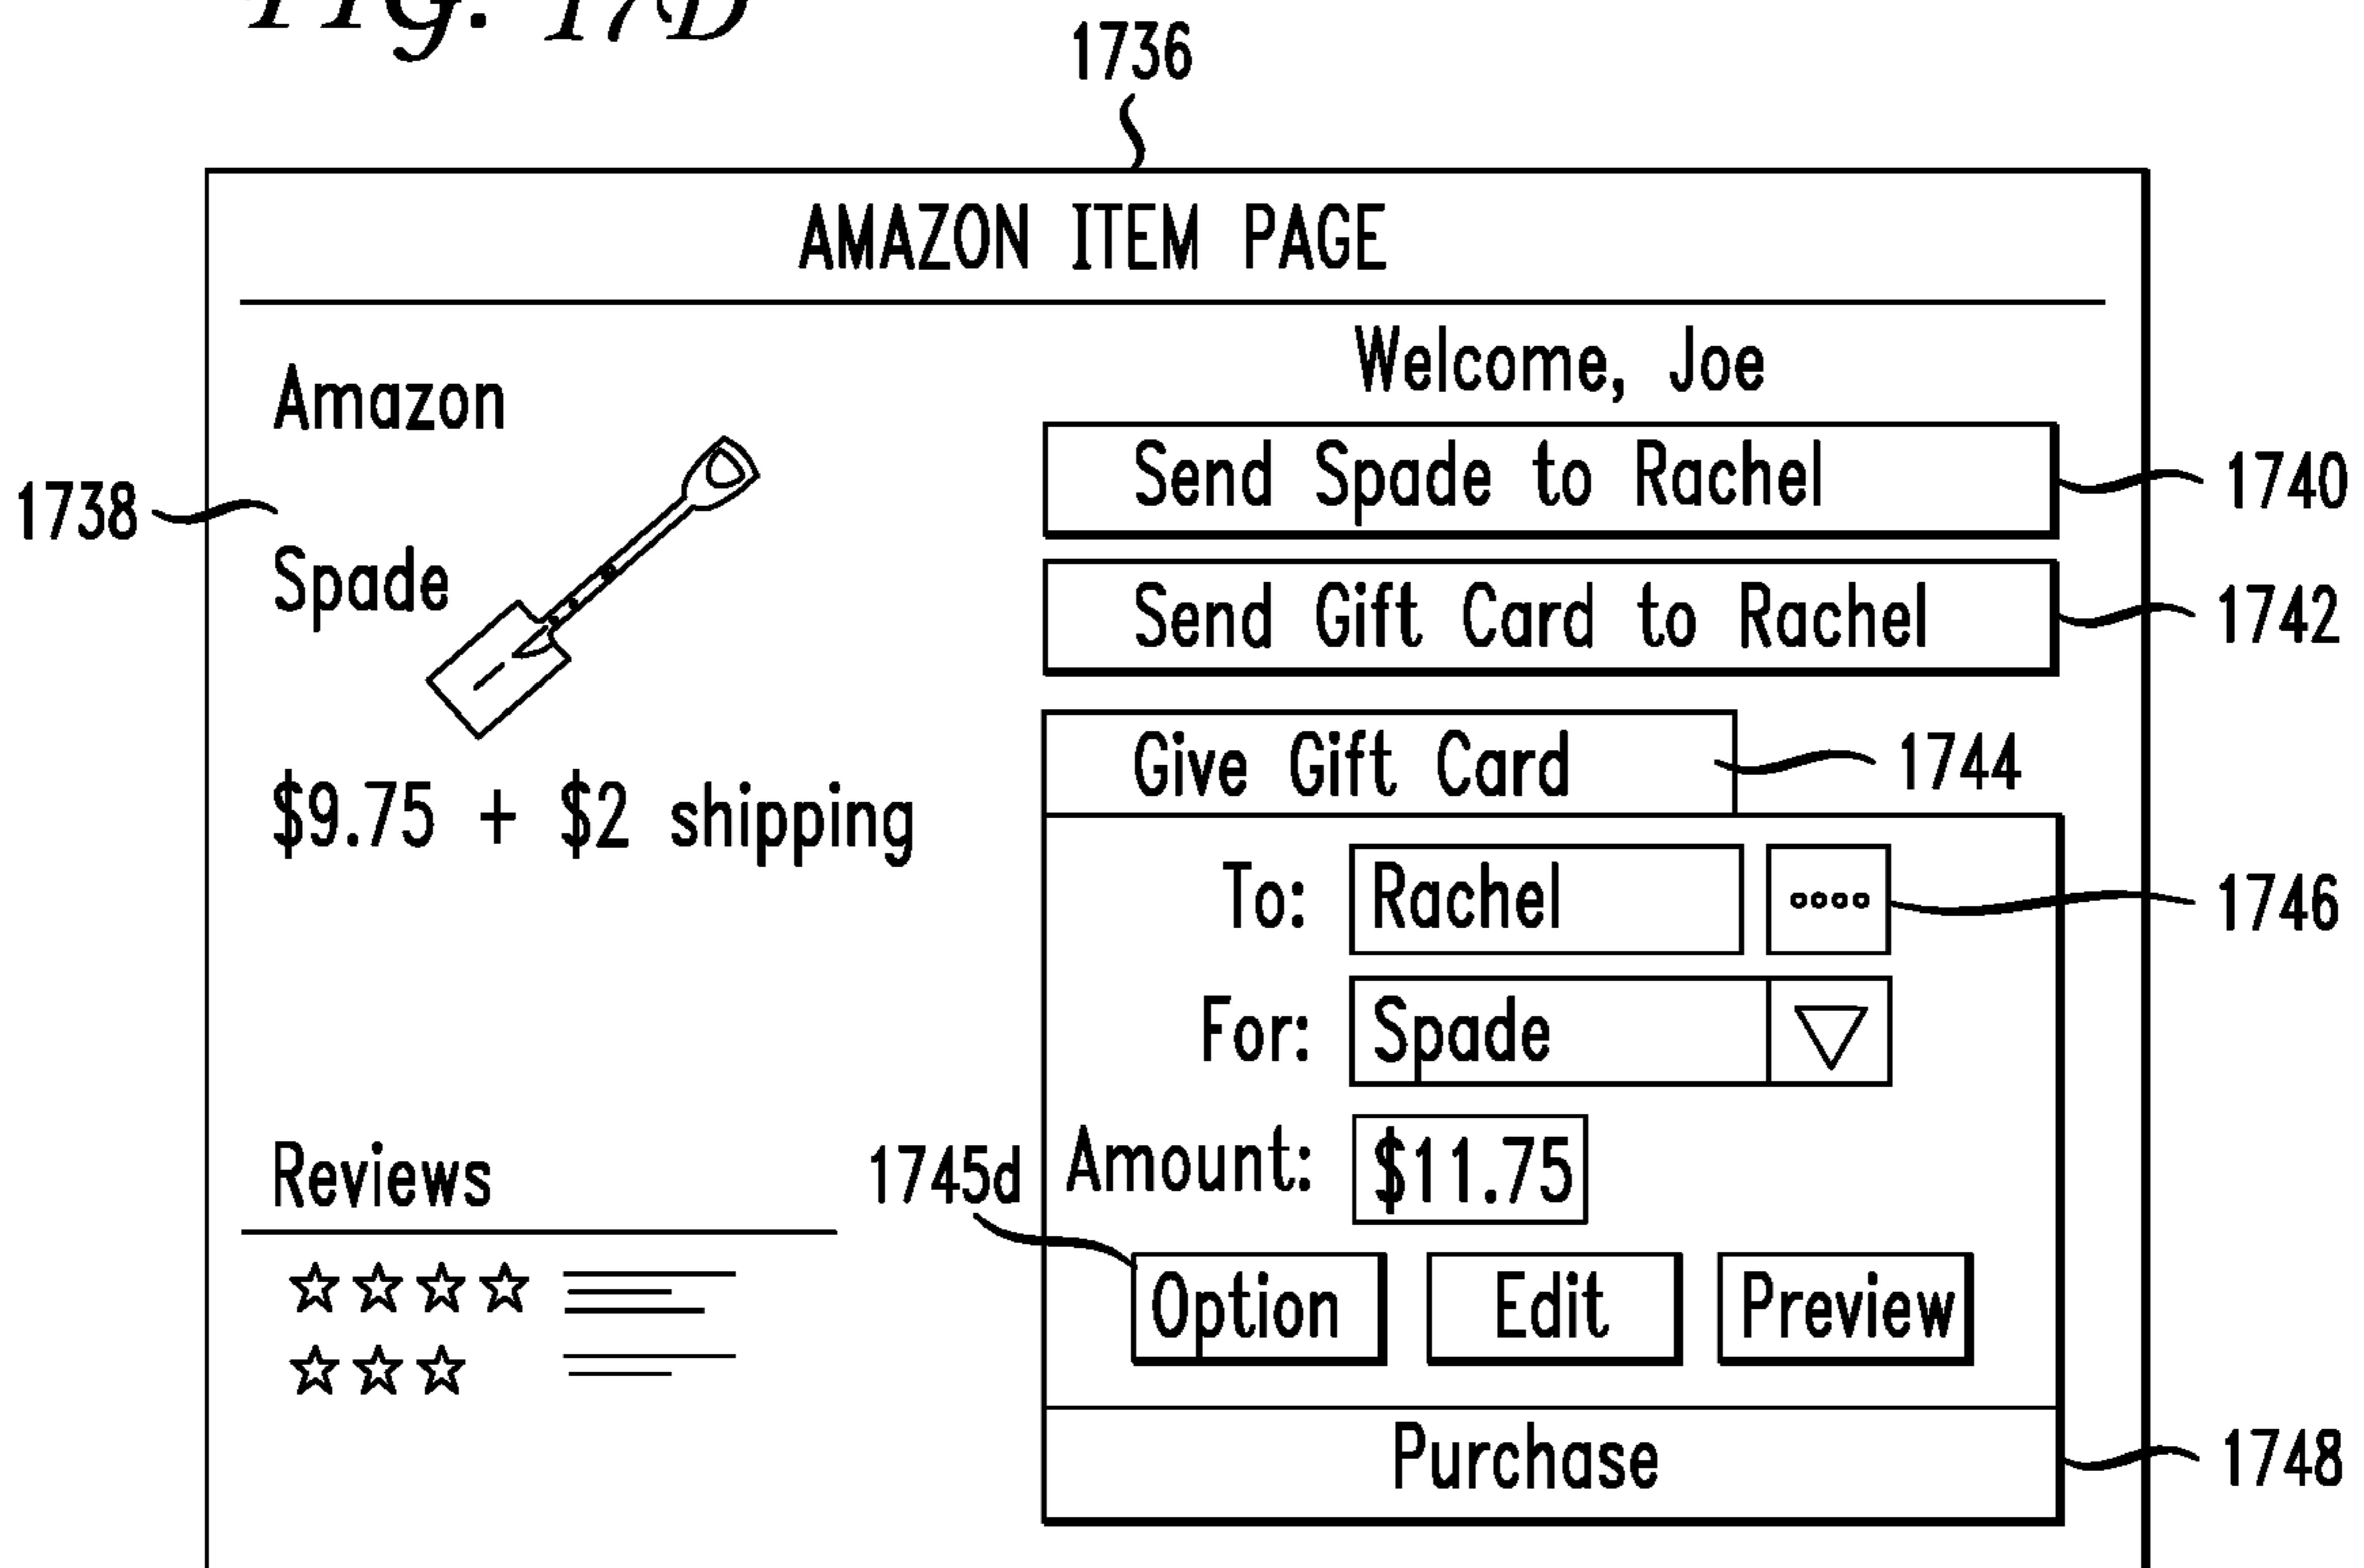 FIG. 17D
1736
AMAZON ITEM PAGE
Welcome, Joe
Amazon
1738
Spade
$9.75 + $2 shipping
Send Spade to Rachel
1740
Send Gift Card to Rachel
1742
Give Gift Card
1744
To: Rachel
1746
For: Spade
Amount: $11.75
1745d
Option Edit Preview
Purchase
1748
Reviews